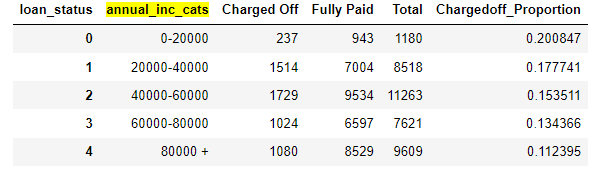 loan_status annual_inc_cats Charged Off Fully Paid Total Chargedoff_Proportion
0 0-20000 237 943 1180 0.200847
1 20000-40000 1514 7004 8518 0.177741
2 40000-60000 1729 9534 11263 0.153511
3 60000-80000 1024 6597 7621 0.134366
4 80000 + 1080 8529 9609 0.112395